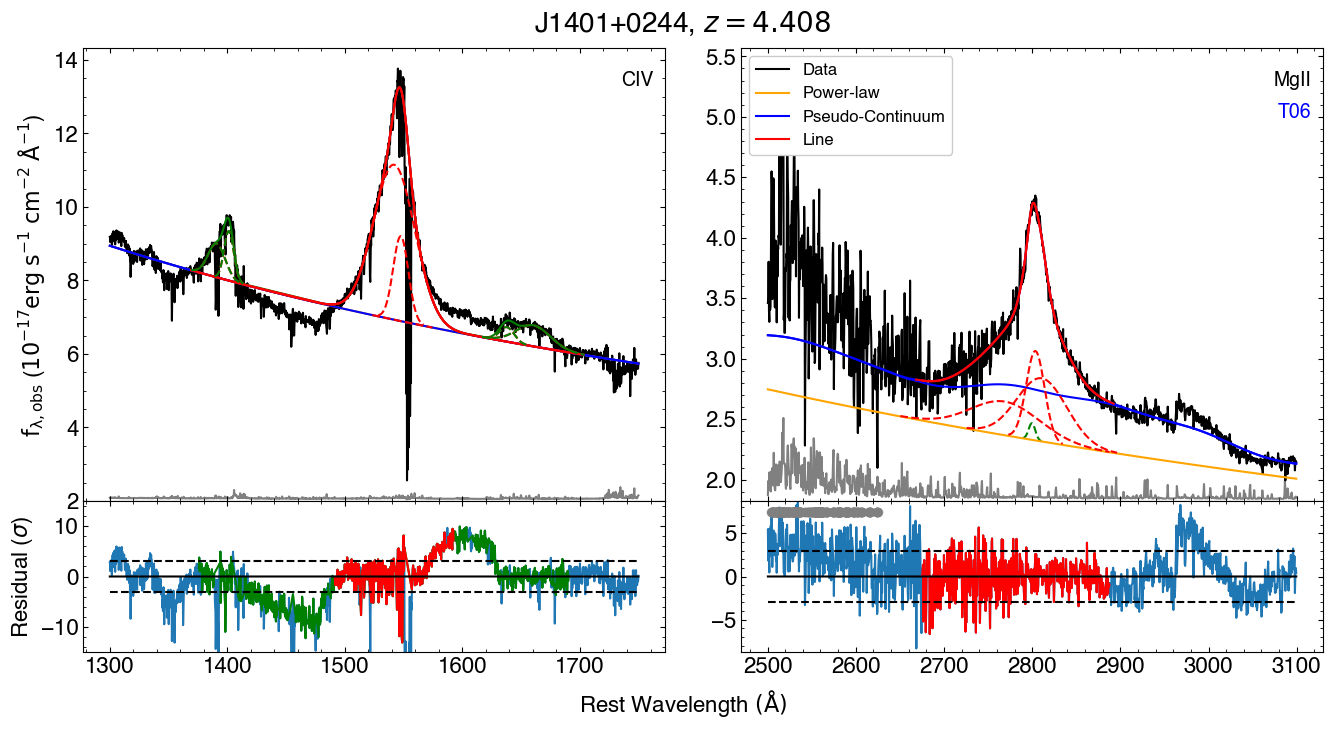 J1401+0244, z = 4.408
CIV
MgII
T06
Data
Power-law
Pseudo-Continuum
Line
f_λ,obs (10⁻¹⁷erg s⁻¹ cm⁻² Å⁻¹)
14
12
10
8
6
4
2
5.5
5.0
4.5
4.0
3.5
3.0
2.5
2.0
Residual (σ)
10
0
−10
5
0
−5
1300 1400 1500 1600 1700
2500 2600 2700 2800 2900 3000 3100
Rest Wavelength (Å)